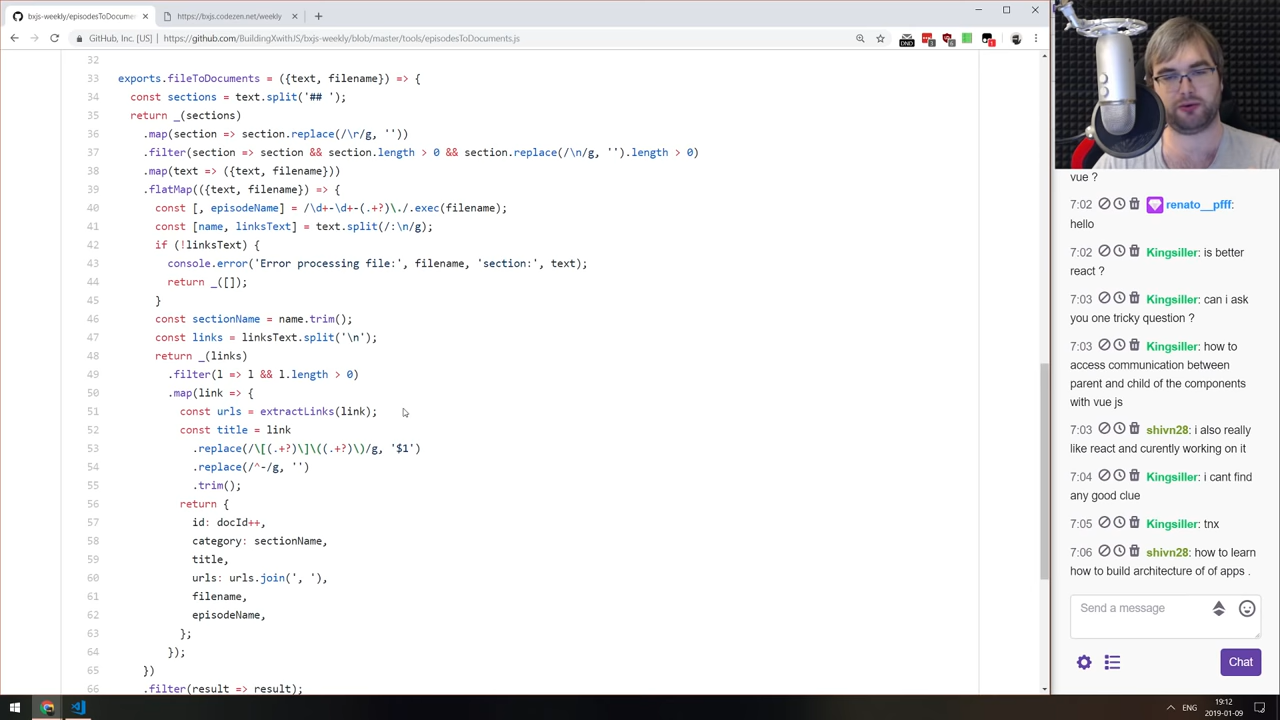 bxjs-weekly/episodesToDocume
https://bxjs.codezen.net/weekly
GitHub, Inc. [US]
https://github.com/BuildingXwithJS/bxjs-weekly/blob/master/tools/episodesToDocuments.js
32
33 exports.fileToDocuments = ({text, filename}) => {
34 const sections = text.split('## ');
35 return _(sections)
36 .map(section => section.replace(/\r/g, ''))
37 .filter(section => section && section.length > 0 && section.replace(/\n/g, '').length > 0)
38 .map(text => ({text, filename}))
39 .flatMap(({text, filename}) => {
40 const [, episodeName] = /\d+-\d+-(.+?)\./.exec(filename);
41 const [name, linksText] = text.split(/:\n/g);
42 if (!linksText) {
43 console.error('Error processing file:', filename, 'section:', text);
44 return _([]);
45 }
46 const sectionName = name.trim();
47 const links = linksText.split('\n');
48 return _(links)
49 .filter(l => l && l.length > 0)
50 .map(link => {
51 const urls = extractLinks(link);
52 const title = link
53 .replace(/\[(.+?)\]\((.+?)\)/g, '$1')
54 .replace(/^-/g, '')
55 .trim();
56 return {
57 id: docId++,
58 category: sectionName,
59 title,
60 urls: urls.join(', '),
61 filename,
62 episodeName,
63 };
64 });
65 })
66 .filter(result => result);
vue ?
7:02 renato__pfff:
hello
7:02 Kingsiller: is better
react ?
7:03 Kingsiller: can i ask
you one tricky question ?
7:03 Kingsiller: how to
access communication between
parent and child of the components
with vue js
7:03 shivn28: i also really
like react and curently working on it
7:04 Kingsiller: i cant find
any good clue
7:05 Kingsiller: tnx
7:06 shivn28: how to learn
how to build architecture of of apps .
Send a message
Chat
ENG
19:12
2019-01-09